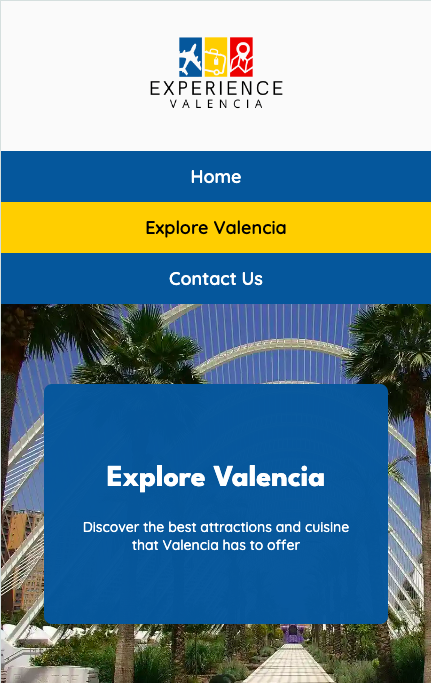 EXPERIENCE
VALENCIA
Home
Explore Valencia
Contact Us
Explore Valencia
Discover the best attractions and cuisine
that Valencia has to offer